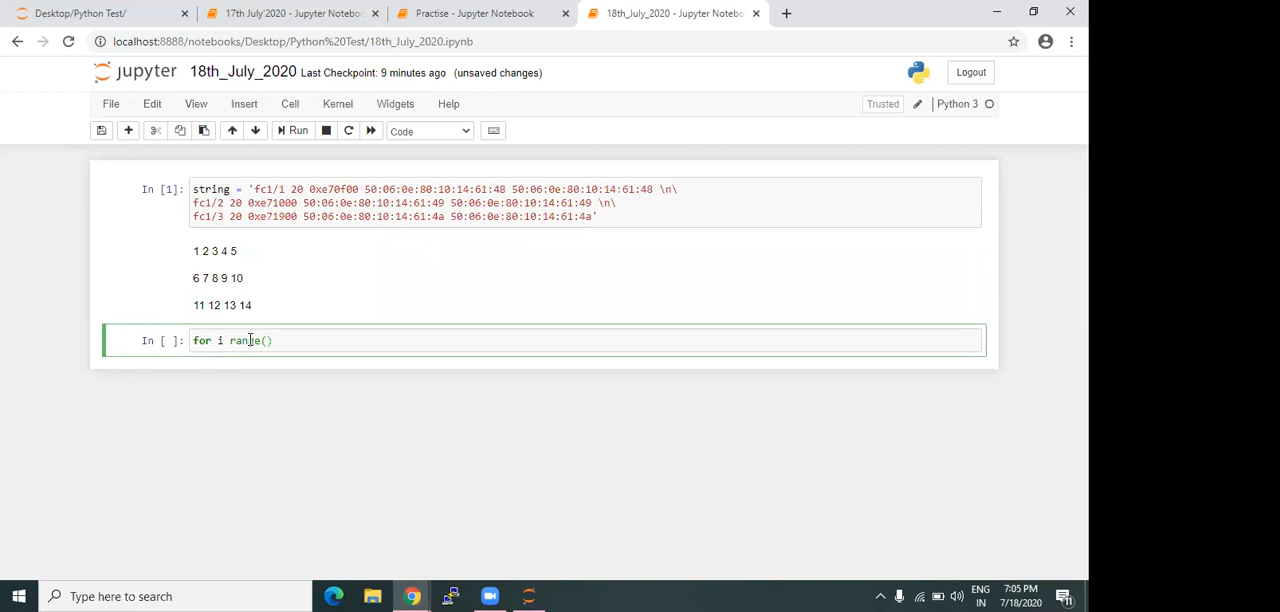 Desktop/Python Test/
17th July'2020 - Jupyter Noteboo
Practise - Jupyter Notebook
18th_July_2020 - Jupyter Notebo
localhost:8888/notebooks/Desktop/Python%20Test/18th_July_2020.ipynb
jupyter 18th_July_2020 Last Checkpoint: 9 minutes ago (unsaved changes)
Logout
File Edit View Insert Cell Kernel Widgets Help
Trusted Python 3
Run Code
In [1]: string = 'fc1/1 20 0xe70f00 50:06:0e:80:10:14:61:48 50:06:0e:80:10:14:61:48 \n\
fc1/2 20 0xe71000 50:06:0e:80:10:14:61:49 50:06:0e:80:10:14:61:49 \n\
fc1/3 20 0xe71900 50:06:0e:80:10:14:61:4a 50:06:0e:80:10:14:61:4a'
1 2 3 4 5
6 7 8 9 10
11 12 13 14
In [ ]: for i range()
Type here to search
ENG
IN
7:05 PM
7/18/2020
11